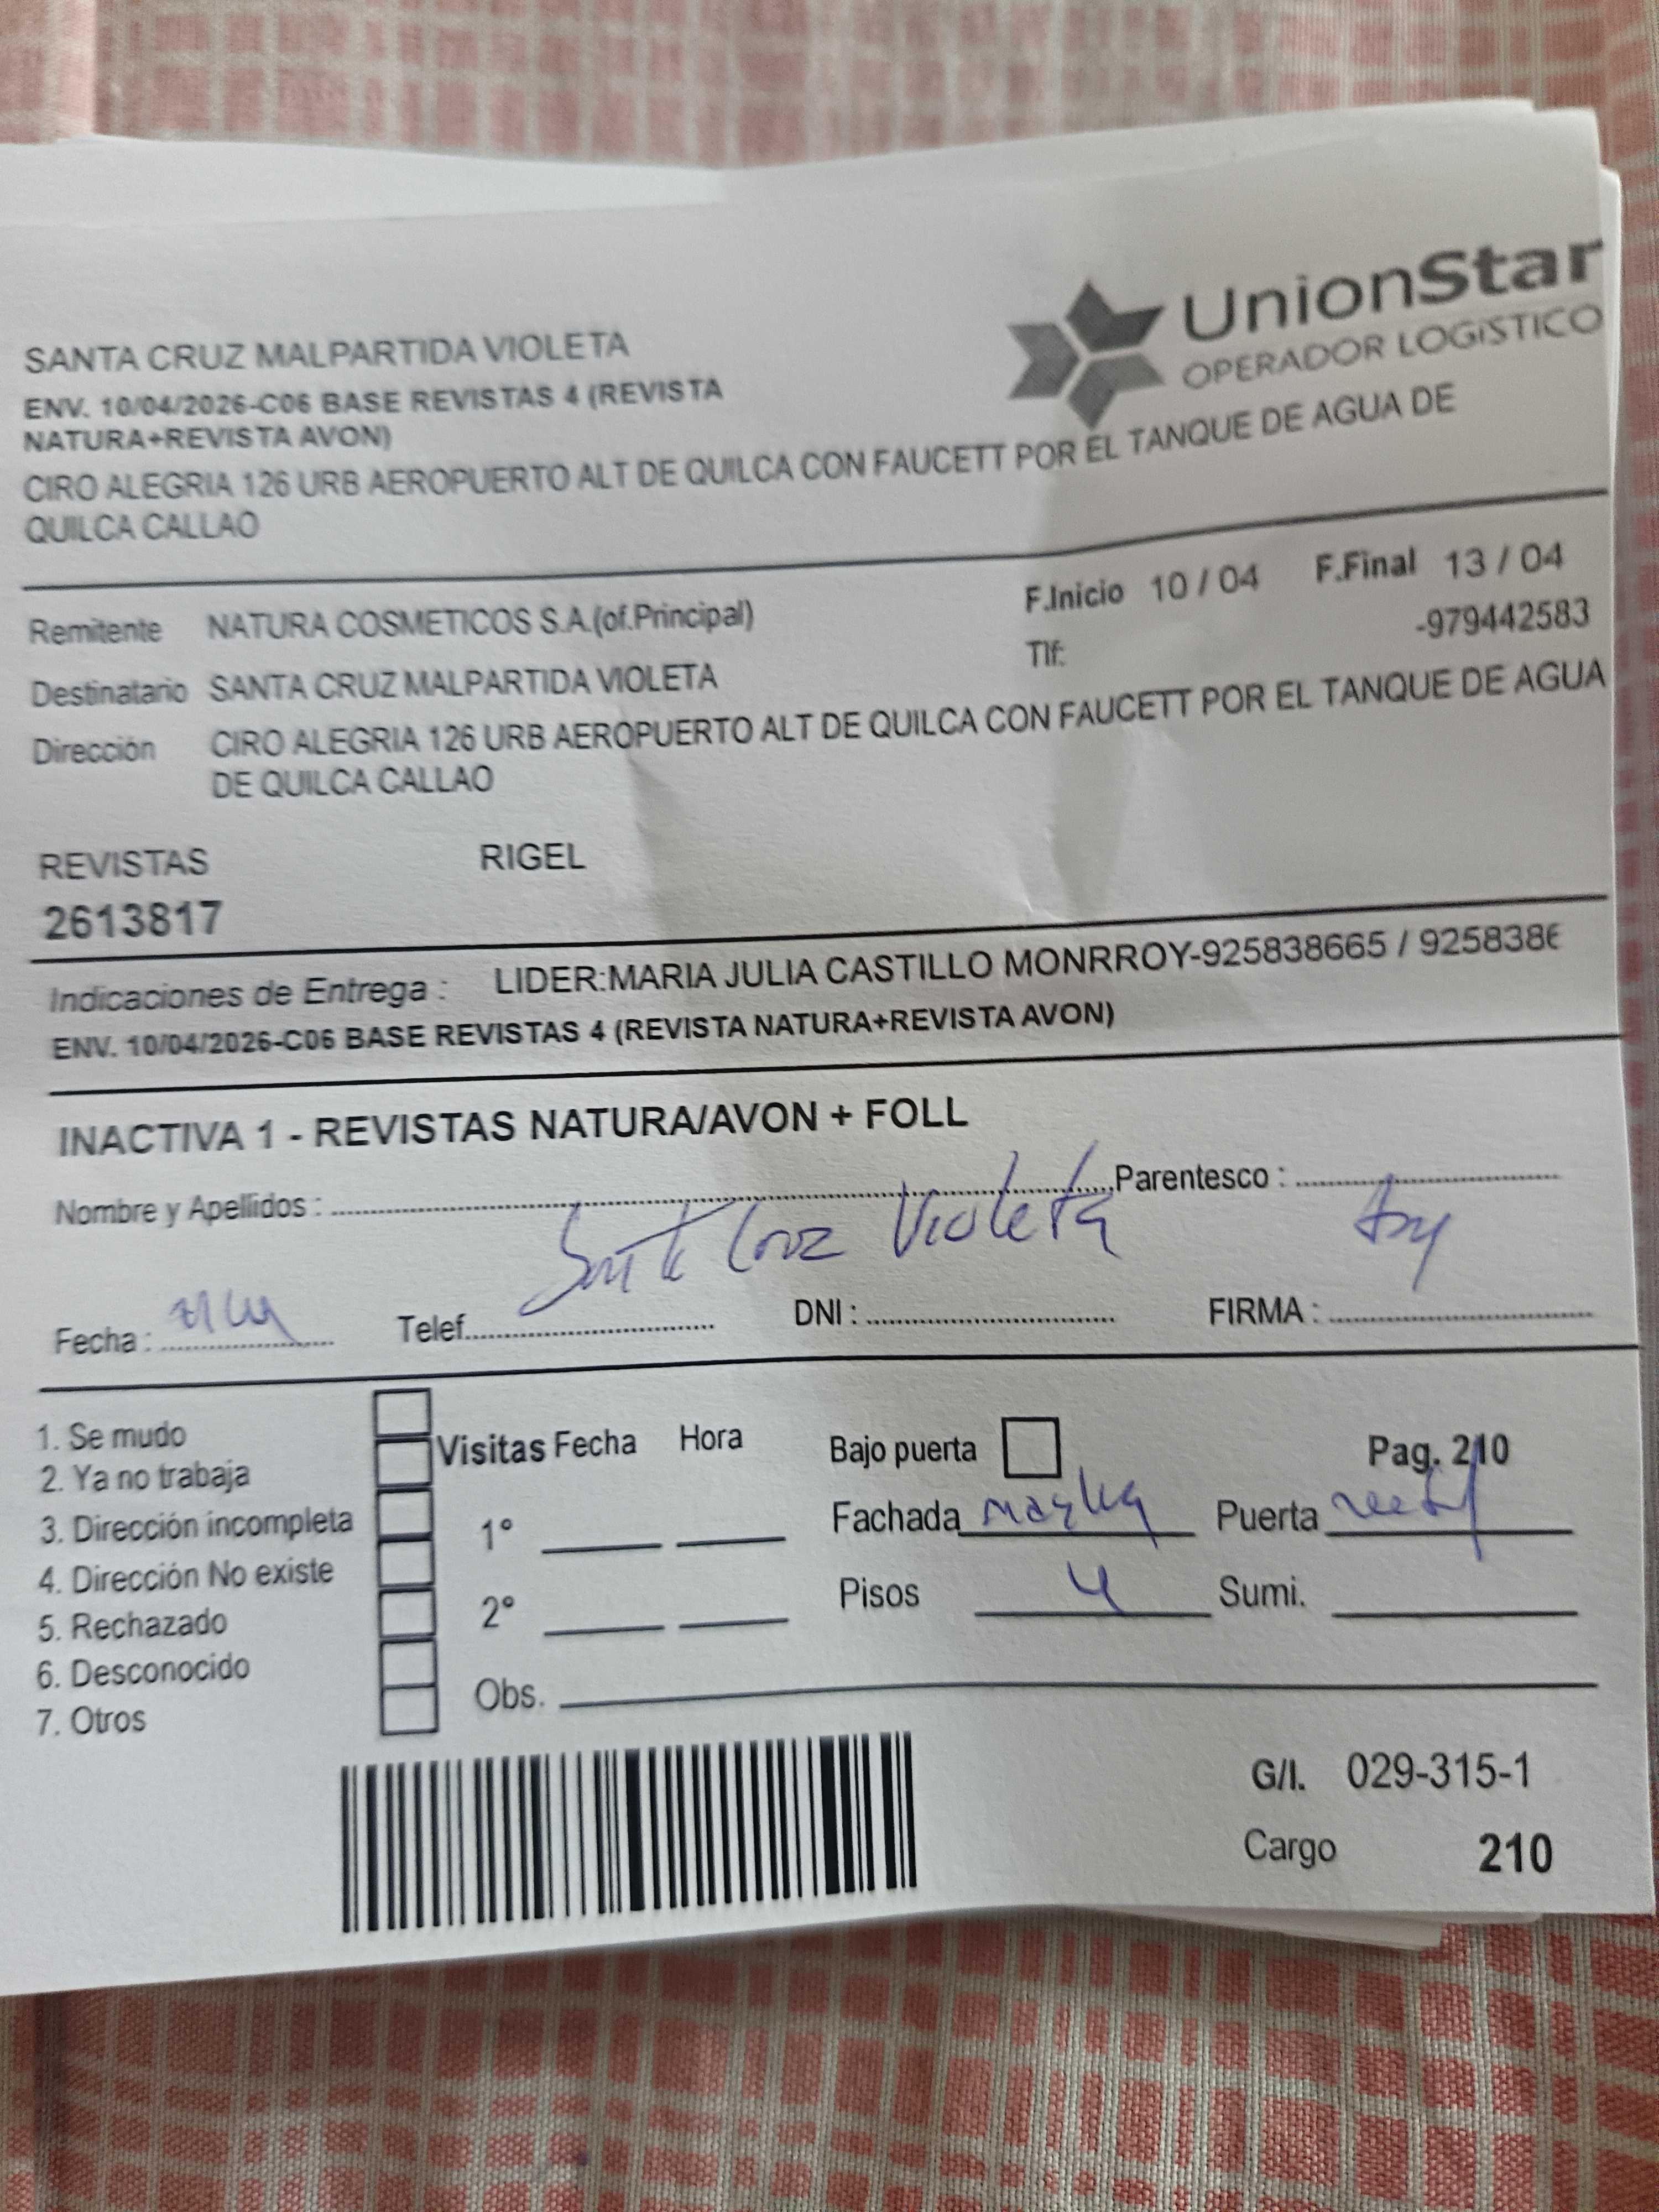 UnionStar
OPERADOR LOGÍSTICO
SANTA CRUZ MALPARTIDA VIOLETA
ENV. 10/04/2026-C06 BASE REVISTAS 4 (REVISTA
NATURA+REVISTA AVON)
CIRO ALEGRIA 126 URB AEROPUERTO ALT DE QUILCA CON FAUCETT POR EL TANQUE DE AGUA DE
QUILCA CALLAO
Remitente NATURA COSMETICOS S.A.(of.Principal) F.Inicio 10 / 04 F.Final 13 / 04
Tlf: -979442583
Destinatario SANTA CRUZ MALPARTIDA VIOLETA
Dirección CIRO ALEGRIA 126 URB AEROPUERTO ALT DE QUILCA CON FAUCETT POR EL TANQUE DE AGUA
DE QUILCA CALLAO
REVISTAS RIGEL
2613817
Indicaciones de Entrega : LIDER:MARIA JULIA CASTILLO MONRROY-925838665 / 9258386
ENV. 10/04/2026-C06 BASE REVISTAS 4 (REVISTA NATURA+REVISTA AVON)
INACTIVA 1 - REVISTAS NATURA/AVON + FOLL
Nombre y Apellidos : Parentesco :
Cruz Violeta
Fecha : Telef. DNI : FIRMA :
1. Se mudo
2. Ya no trabaja
3. Dirección incompleta
4. Dirección No existe
5. Rechazado
6. Desconocido
7. Otros
Visitas Fecha Hora
1°
2°
Obs.
Bajo puerta Pag. 210
Fachada Puerta
Pisos 4 Sumi.
G/I. 029-315-1
Cargo 210